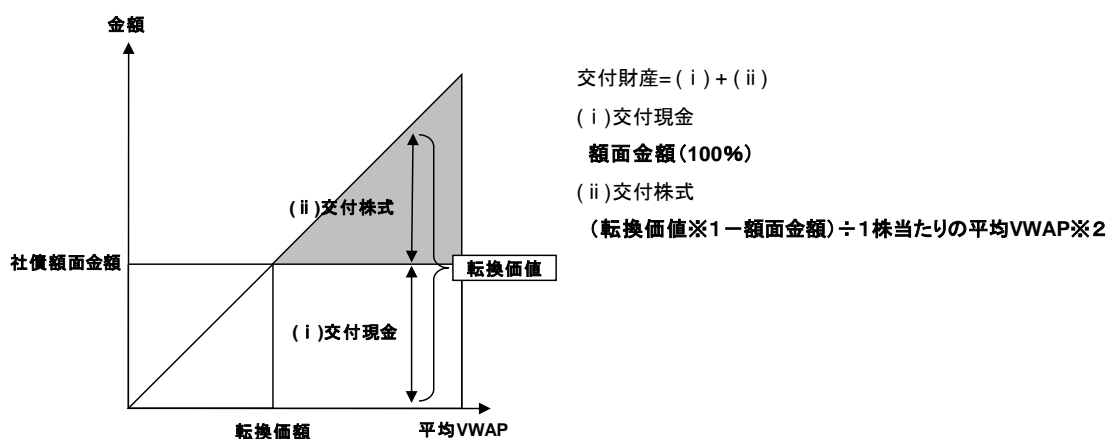 金額
交付財産=(ⅰ)+(ⅱ)
(ⅰ)交付現金
額面金額(100%)
(ⅱ)交付株式
(転換価値※1-額面金額)÷1株当たりの平均VWAP※2
(ⅱ)交付株式
社債額面金額
転換価値
(ⅰ)交付現金
転換価額
平均VWAP